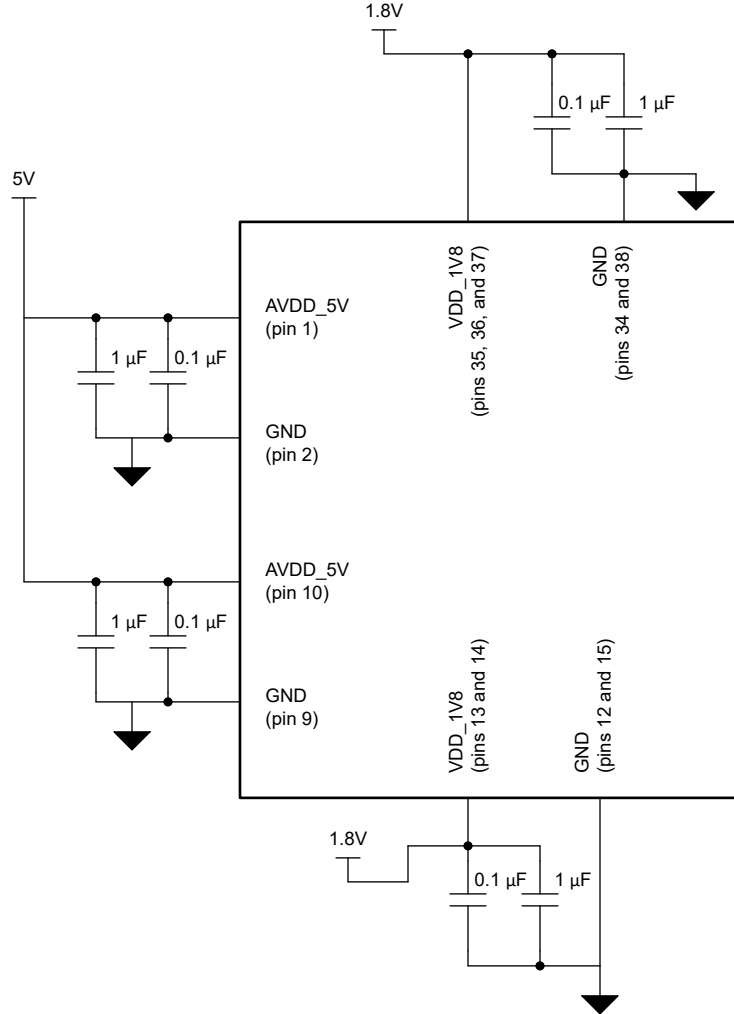 1.8V
0.1 µF
1 µF
5V
VDD_1V8
(pins 35, 36, and 37)
GND
(pins 34 and 38)
AVDD_5V
(pin 1)
1 µF
0.1 µF
GND
(pin 2)
AVDD_5V
(pin 10)
1 µF
0.1 µF
GND
(pin 9)
VDD_1V8
(pins 13 and 14)
GND
(pins 12 and 15)
1.8V
0.1 µF
1 µF